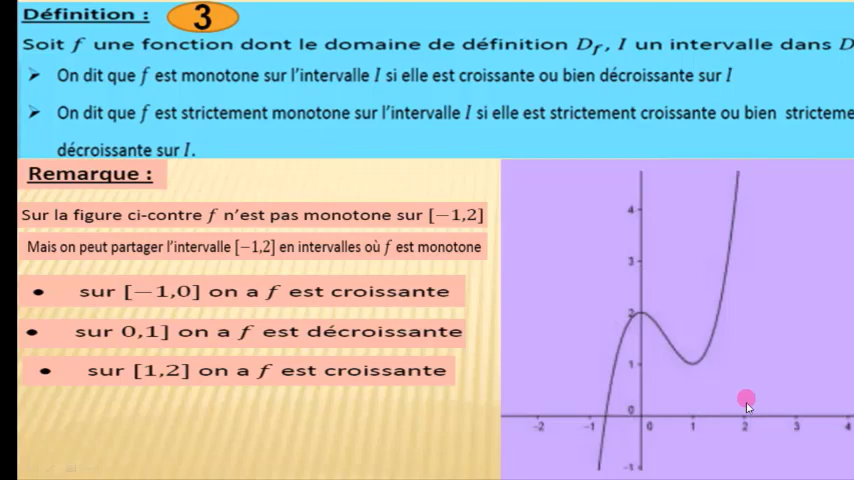 Définition : 3
Soit f une fonction dont le domaine de définition D_f, I un intervalle dans D
➢ On dit que f est monotone sur l'intervalle I si elle est croissante ou bien décroissante sur I
➢ On dit que f est strictement monotone sur l'intervalle I si elle est strictement croissante ou bien stricteme
décroissante sur I.
Remarque :
Sur la figure ci-contre f n'est pas monotone sur [−1,2]
Mais on peut partager l'intervalle [−1,2] en intervalles où f est monotone
• sur [−1,0] on a f est croissante
• sur 0,1] on a f est décroissante
• sur [1,2] on a f est croissante
4
3
2
1
0
-2 -1 0 1 2 3 4
-1